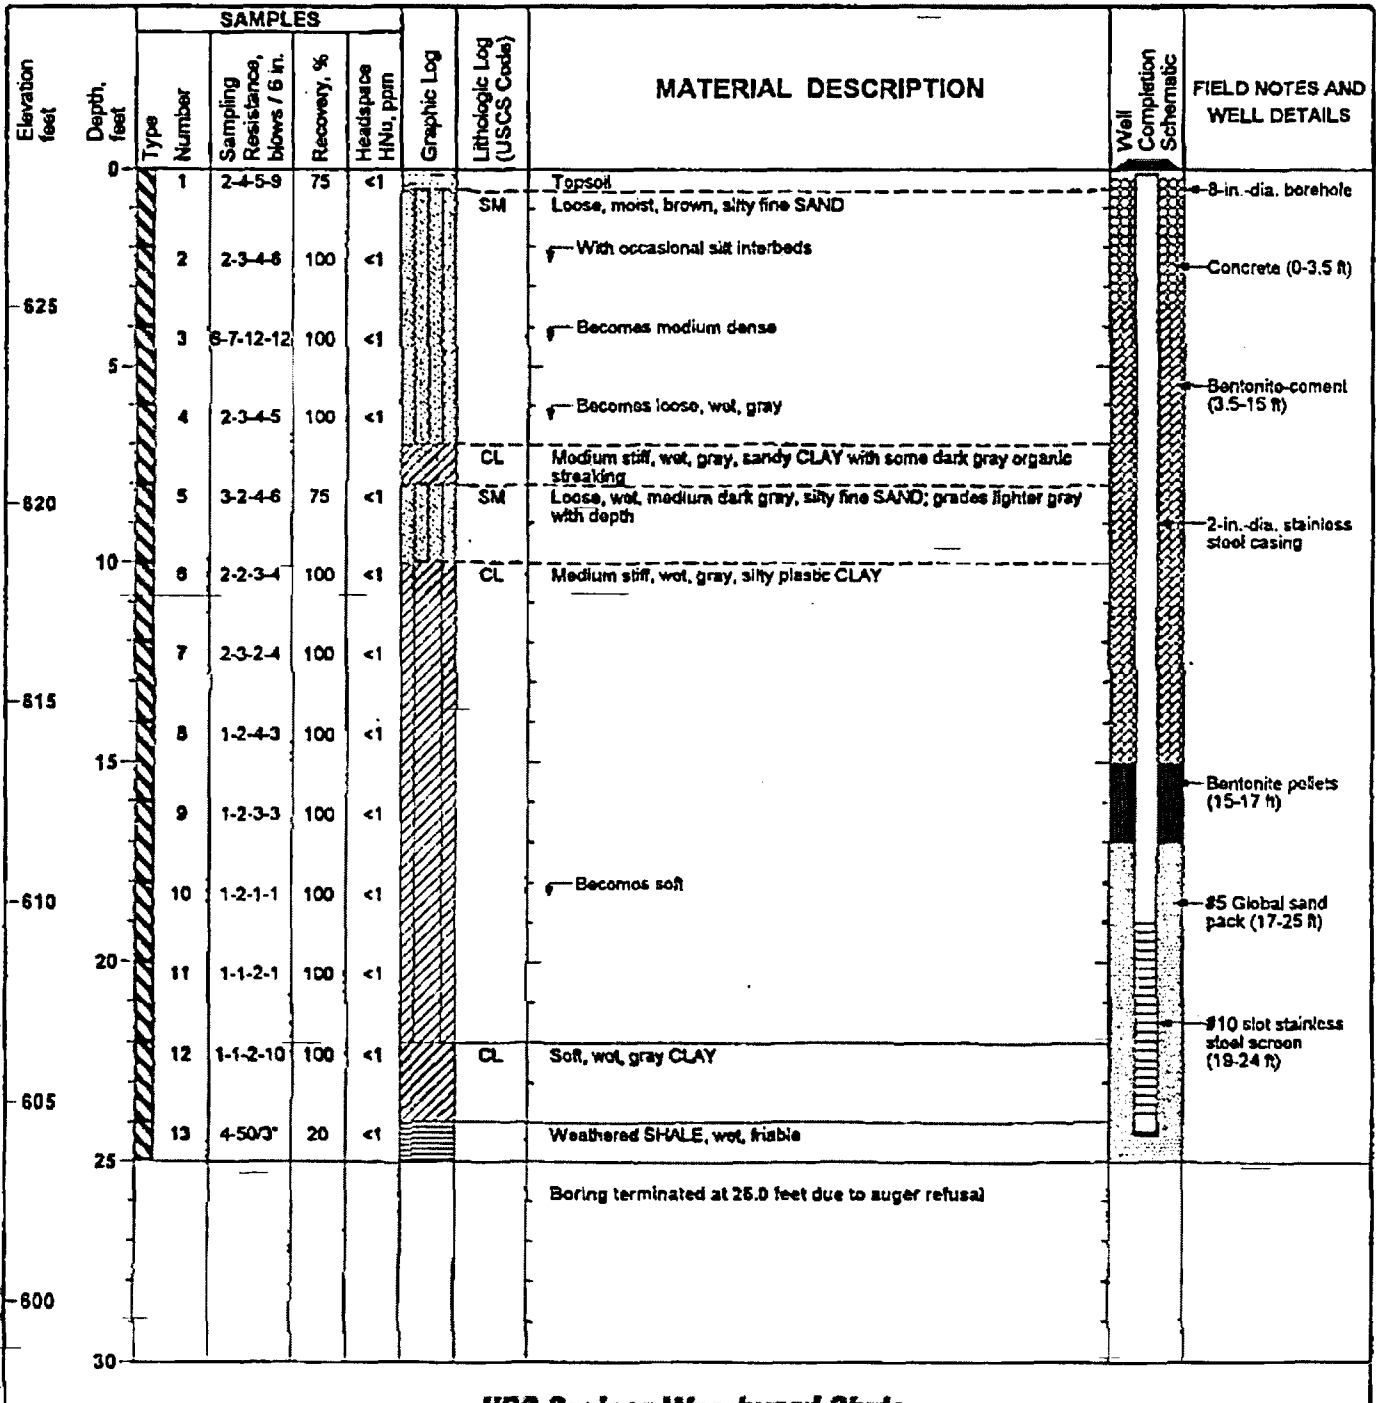 SAMPLES
Elevation
feet
Depth,
feet
Type
Number
Sampling
Resistance,
blows / 6 in.
Recovery, %
Headspace
HNu, ppm
Graphic Log
Lithologic Log
(USCS Code)
MATERIAL DESCRIPTION
Well
Completion
Schematic
FIELD NOTES AND
WELL DETAILS
0
1 2-4-5-9 75 <1 Topsoil
8-in.-dia. borehole
SM Loose, moist, brown, silty fine SAND
With occasional silt interbeds
2 2-3-4-6 100 <1
Concrete (0-3.5 ft)
625
Becomes medium dense
3 6-7-12-12 100 <1
5
Bentonite-cement
(3.5-15 ft)
Becomes loose, wet, gray
4 2-3-4-5 100 <1
CL Medium stiff, wet, gray, sandy CLAY with some dark gray organic
streaking
5 3-2-4-6 75 <1 SM Loose, wet, medium dark gray, silty fine SAND; grades lighter gray
with depth
620
2-in.-dia. stainless
steel casing
10
6 2-2-3-4 100 <1 CL Medium stiff, wet, gray, silty plastic CLAY
7 2-3-2-4 100 <1
615
8 1-2-4-3 100 <1
15
Bentonite pellets
(15-17 ft)
9 1-2-3-3 100 <1
Becomes soft
10 1-2-1-1 100 <1
610
#5 Global sand
pack (17-25 ft)
20
11 1-1-2-1 100 <1
#10 slot stainless
steel screen
(19-24 ft)
12 1-1-2-10 100 <1 CL Soft, wet, gray CLAY
605
13 4-50/3" 20 <1 Weathered SHALE, wet, friable
25
Boring terminated at 25.0 feet due to auger refusal
600
30